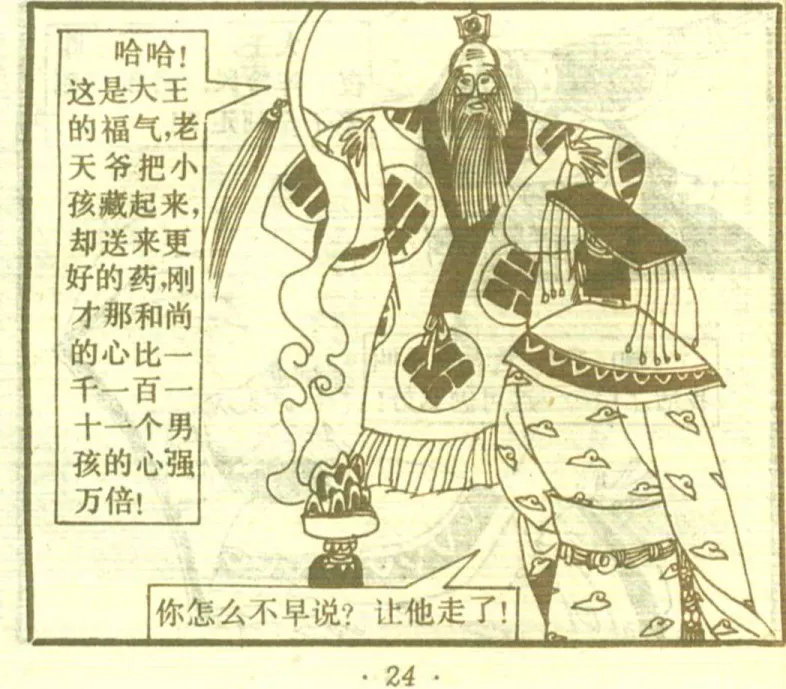 哈哈！
这是大王
的福气，老
天爷把小
孩藏起来，
却送来更
好的药，刚
才那和尚
的心比一
千一百一
十一个男
孩的心强
万倍！
你怎么不早说？让他走了！
· 24 ·